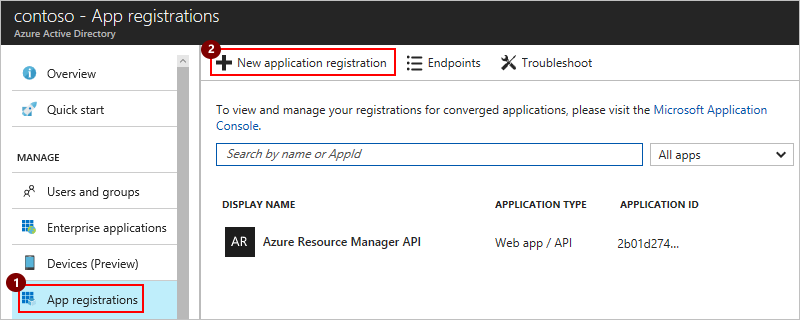 contoso - App registrations
Azure Active Directory
Overview
Quick start
MANAGE
Users and groups
Enterprise applications
Devices (Preview)
1
App registrations
2
New application registration
Endpoints
Troubleshoot
To view and manage your registrations for converged applications, please visit the Microsoft Application
Console.
Search by name or AppId
All apps
DISPLAY NAME
APPLICATION TYPE
APPLICATION ID
AR
Azure Resource Manager API
Web app / API
2b01d274...